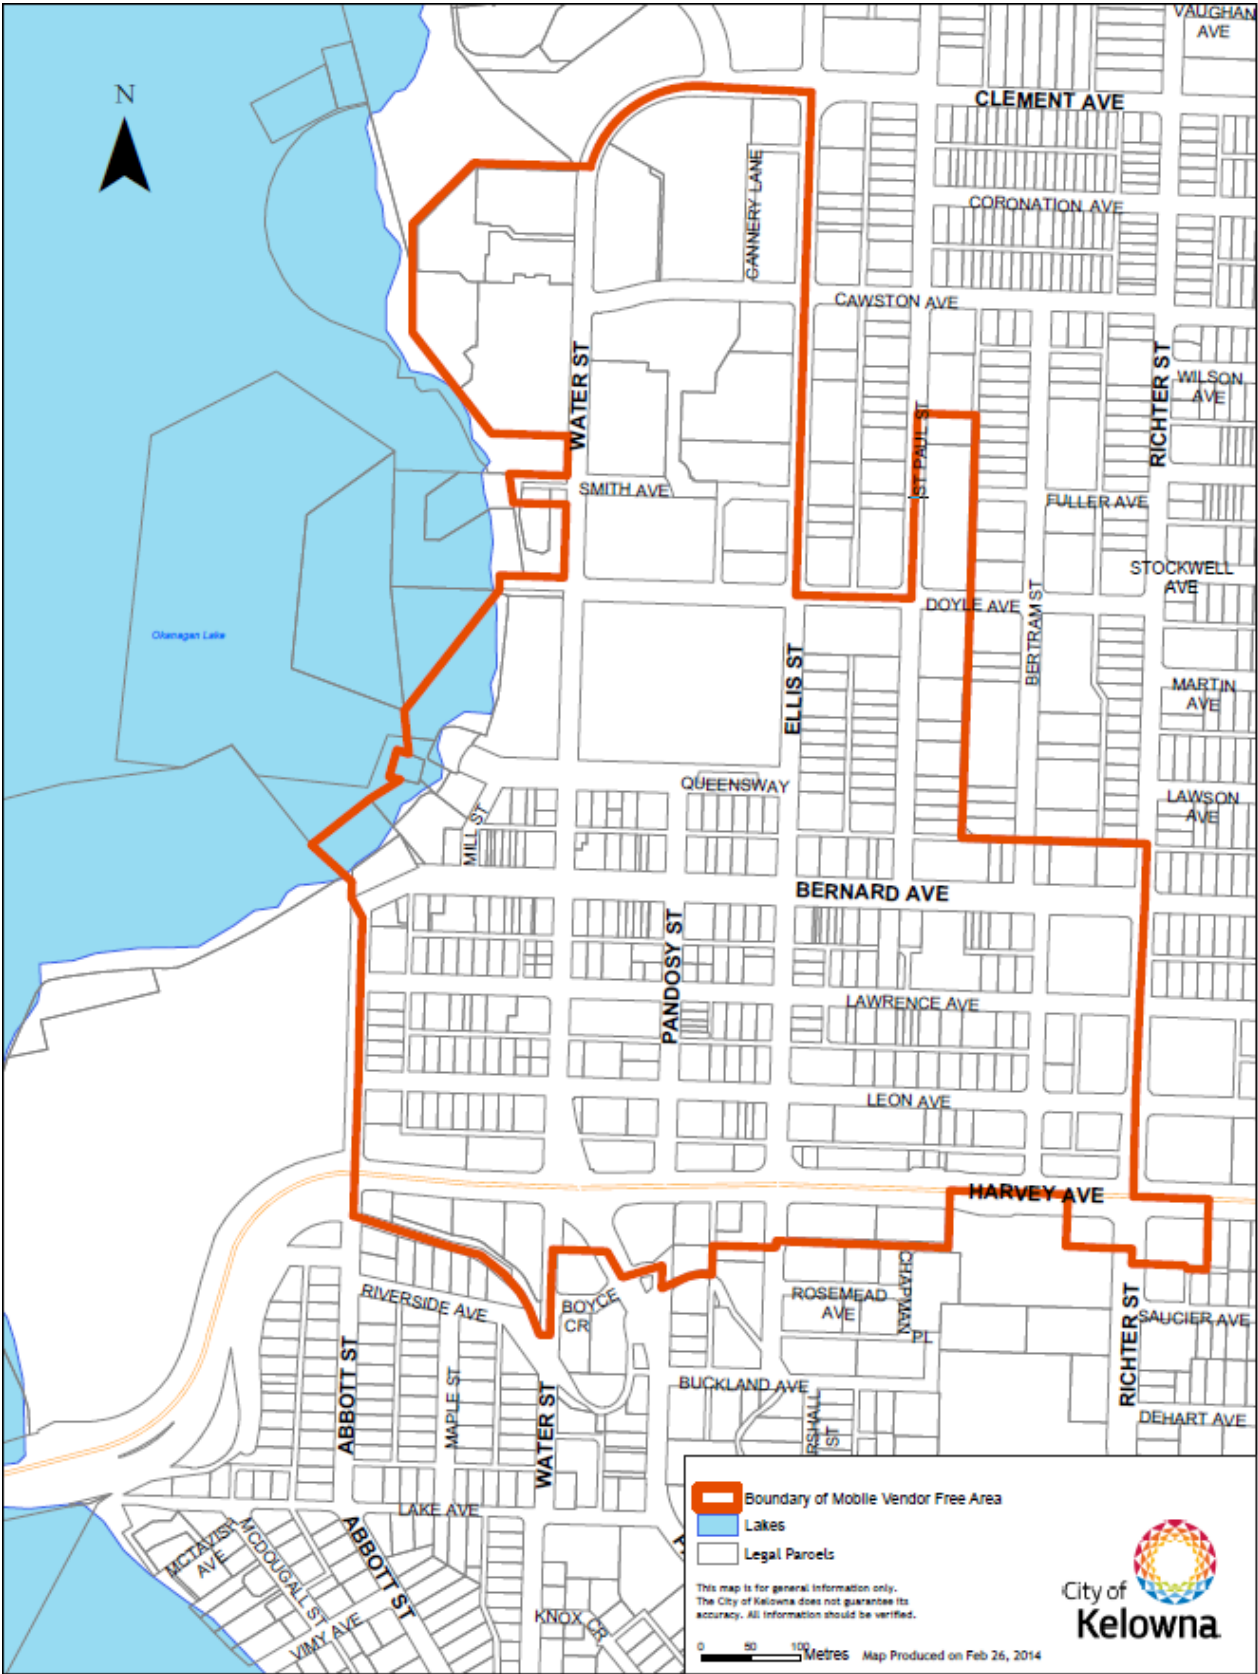 VAUGHAN
AVE
N
CLEMENT AVE
CANNERY LANE
CORONATION AVE
CAWSTON AVE
WATER ST
RICHTER ST
WILSON
AVE
ST PAUL ST
SMITH AVE
FULLER AVE
STOCKWELL
AVE
DOYLE AVE
BERTRAM ST
Okanagan Lake
ELLIS ST
MARTIN
AVE
QUEENSWAY
LAWSON
AVE
MILL ST
BERNARD AVE
PANDOSY ST
LAWRENCE AVE
LEON AVE
HARVEY AVE
CHAPMAN
PL
RIVERSIDE AVE
BOYCE
CR
ROSEMEAD
AVE
RICHTER ST
SAUCIER AVE
ABBOTT ST
MAPLE ST
WATER ST
BUCKLAND AVE
RSHALL
ST
DEHART AVE
LAKE AVE
ABBOTT ST
MCTAVISH
AVE
MCDOUGALL ST
VIMY AVE
KNOX CR
Boundary of Mobile Vendor Free Area
Lakes
Legal Parcels
This map is for general information only.
The City of Kelowna does not guarantee its
accuracy. All information should be verified.
City of
Kelowna
0 50 100
Metres Map Produced on Feb 26, 2014